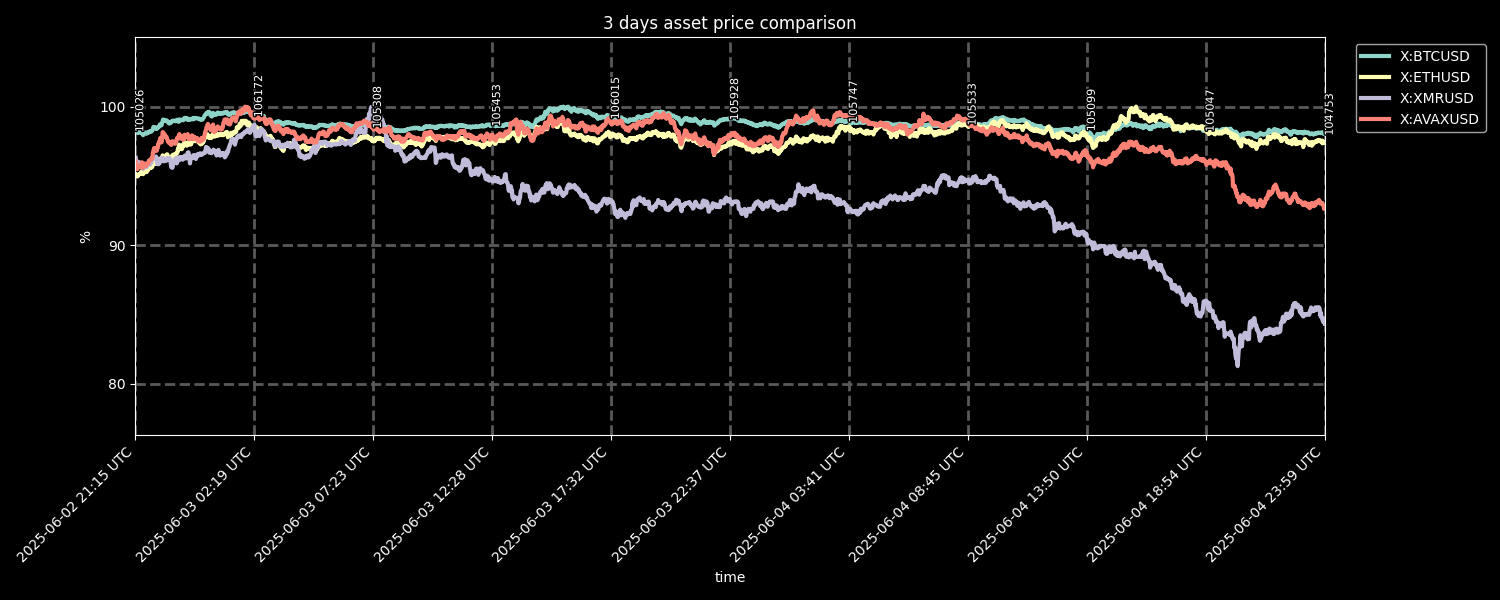 3 days asset price comparison
X:BTCUSD
X:ETHUSD
X:XMRUSD
X:AVAXUSD
105026
106172
105308
105453
106015
105928
105747
105533
105099
105047
104753
100
90
80
%
2025-06-02 21:15 UTC
2025-06-03 02:19 UTC
2025-06-03 07:23 UTC
2025-06-03 12:28 UTC
2025-06-03 17:32 UTC
2025-06-03 22:37 UTC
2025-06-04 03:41 UTC
2025-06-04 08:45 UTC
2025-06-04 13:50 UTC
2025-06-04 18:54 UTC
2025-06-04 23:59 UTC
time